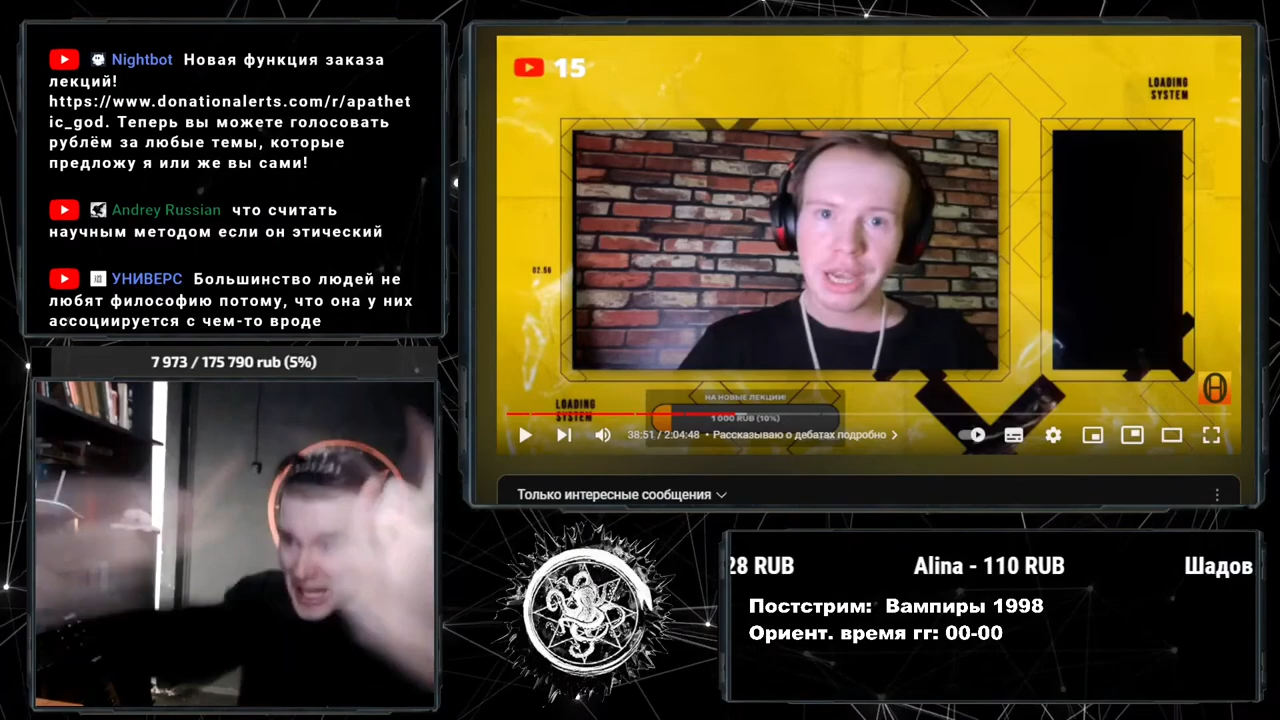 Nightbot Новая функция заказа
лекций!
https://www.donationalerts.com/r/apathet
ic_god. Теперь вы можете голосовать
рублём за любые темы, которые
предложу я или же вы сами!
Andrey Russian что считать
научным методом если он этический
УНИВЕРС Большинство людей не
любят философию потому, что она у них
ассоциируется с чем-то вроде
7 973 / 175 790 rub (5%)
15
LOADING
SYSTEM
02.56
LOADING
SYSTEM
НА НОВЫЕ ЛЕКЦИИ!
1 000 RUB (10%)
38:51 / 2:04:48 • Рассказываю о дебатах подробно
Только интересные сообщения
28 RUB Alina - 110 RUB Шадов
Постстрим: Вампиры 1998
Ориент. время гг: 00-00